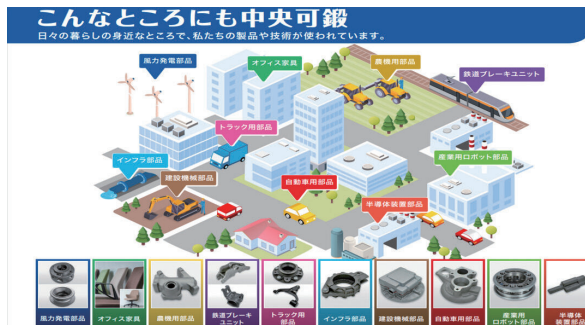 こんなところにも中央可鍛
日々の暮らしの身近なところで、私たちの製品や技術が使われています。
風力発電部品
オフィス家具
農機用部品
鉄道ブレーキユニット
トラック用部品
インフラ部品
建設機械部品
自動車用部品
産業用ロボット部品
半導体装置部品
風力発電部品
オフィス家具
農機用部品
鉄道ブレーキ
ユニット
トラック用
部品
インフラ部品
建設機械部品
自動車用部品
産業用
ロボット部品
半導体
装置部品